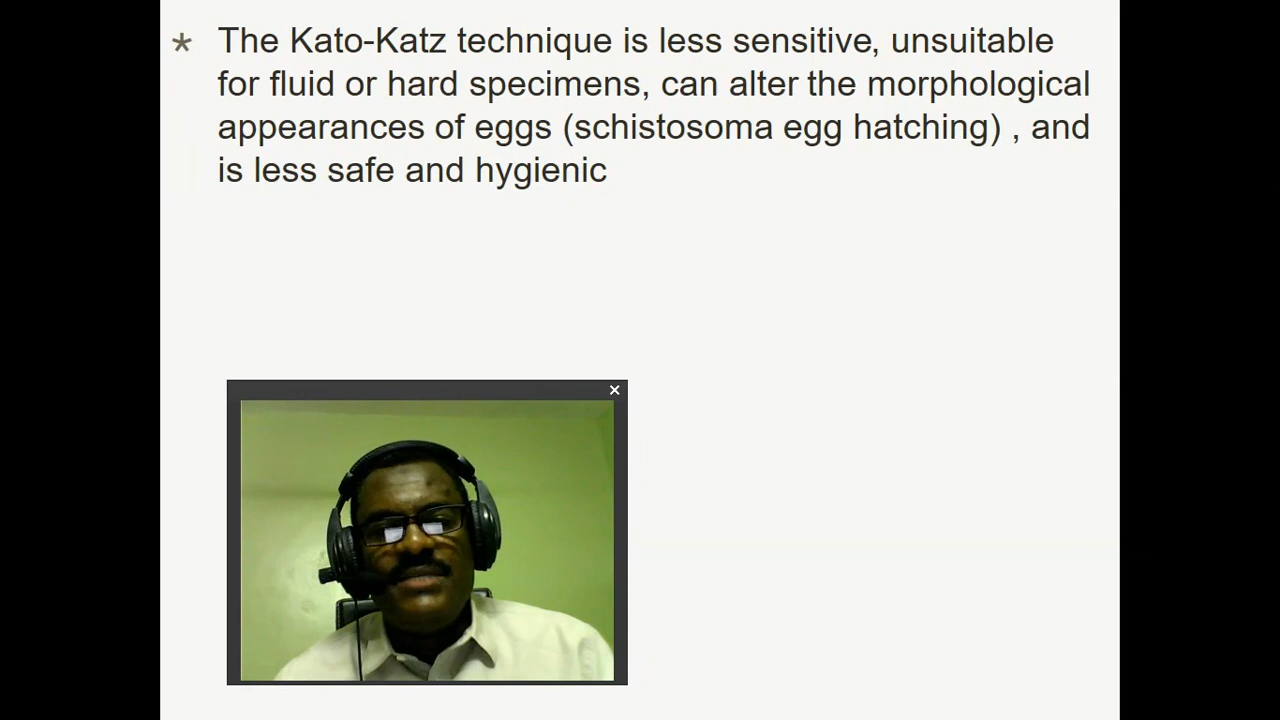 * The Kato-Katz technique is less sensitive, unsuitable
for fluid or hard specimens, can alter the morphological
appearances of eggs (schistosoma egg hatching) , and
is less safe and hygienic